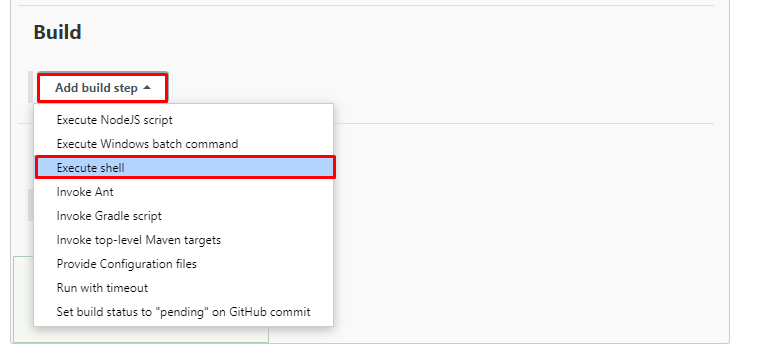 Build
Add build step
Execute NodeJS script
Execute Windows batch command
Execute shell
Invoke Ant
Invoke Gradle script
Invoke top-level Maven targets
Provide Configuration files
Run with timeout
Set build status to "pending" on GitHub commit